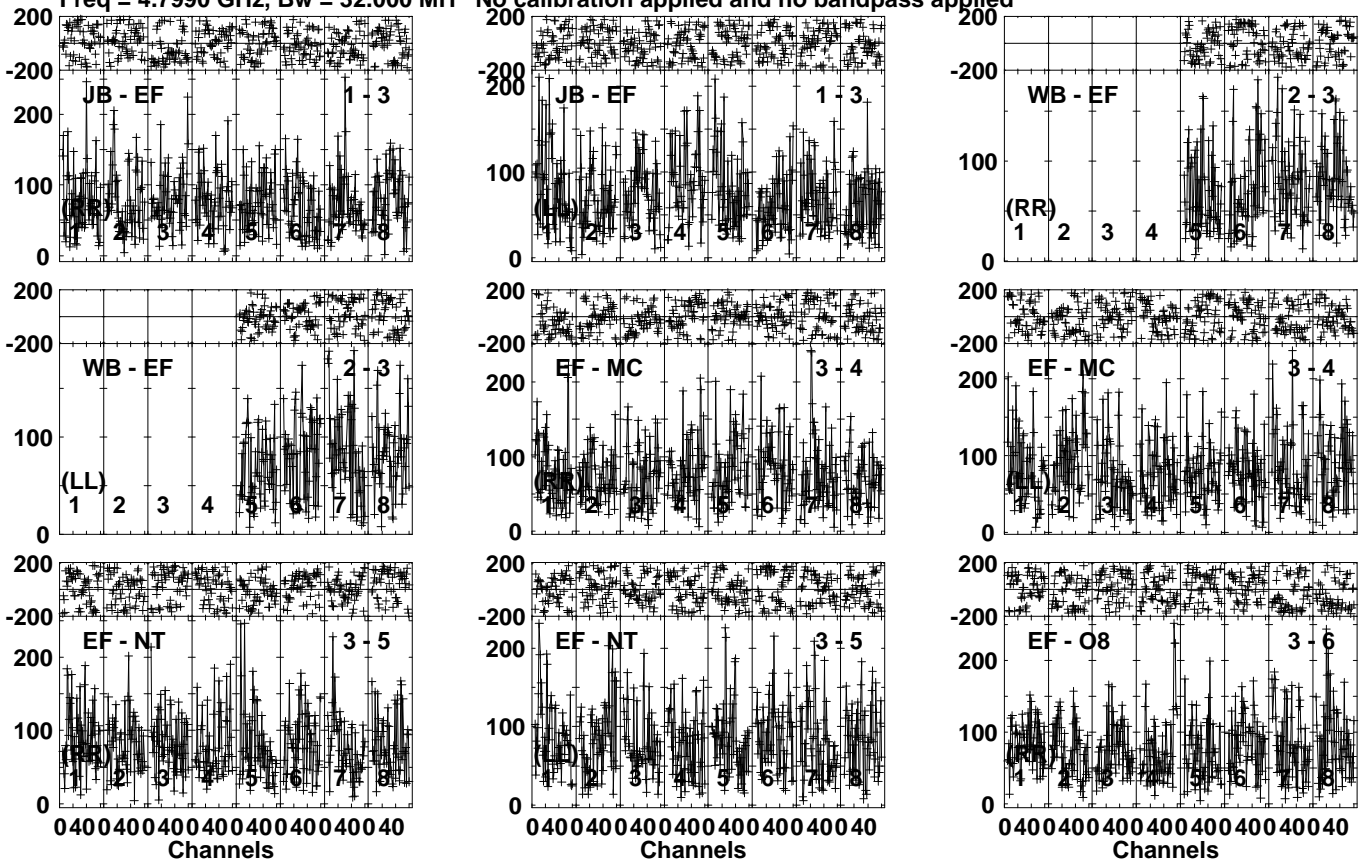 Freq = 4.7990 GHz, Bw = 32.000 MH No calibration applied and no bandpass applied
-200 -200 -200
JB - EF 1 - 3 JB - EF 1 - 3 WB - EF 2 - 3
200 200 200
100 100 100
(RR) (LL) (RR)
1 2 3 4 5 6 7 8 1 2 3 4 5 6 7 8 1 2 3 4 5 6 7 8
0 0 0
200 200 200
-200 -200 -200
WB - EF 2 - 3 EF - MC 3 - 4 EF - MC 3 - 4
200 200 200
100 100 100
(LL) (RR) (LL)
1 2 3 4 5 6 7 8 1 2 3 4 5 6 7 8 1 2 3 4 5 6 7 8
0 0 0
200 200 200
-200 -200 -200
EF - NT 3 - 5 EF - NT 3 - 5 EF - O8 3 - 6
200 200 200
100 100 100
(RR) (LL) (RR)
1 2 3 4 5 6 7 8 1 2 3 4 5 6 7 8 1 2 3 4 5 6 7 8
0 0 0
0 40 0 40 0 40 0 40 0 40 0 40 0 40 0 40 0 40 0 40 0 40 0 40 0 40 0 40 0 40 0 40 0 40 0 40 0 40 0 40 0 40 0 40 0 40 0 40
Channels Channels Channels